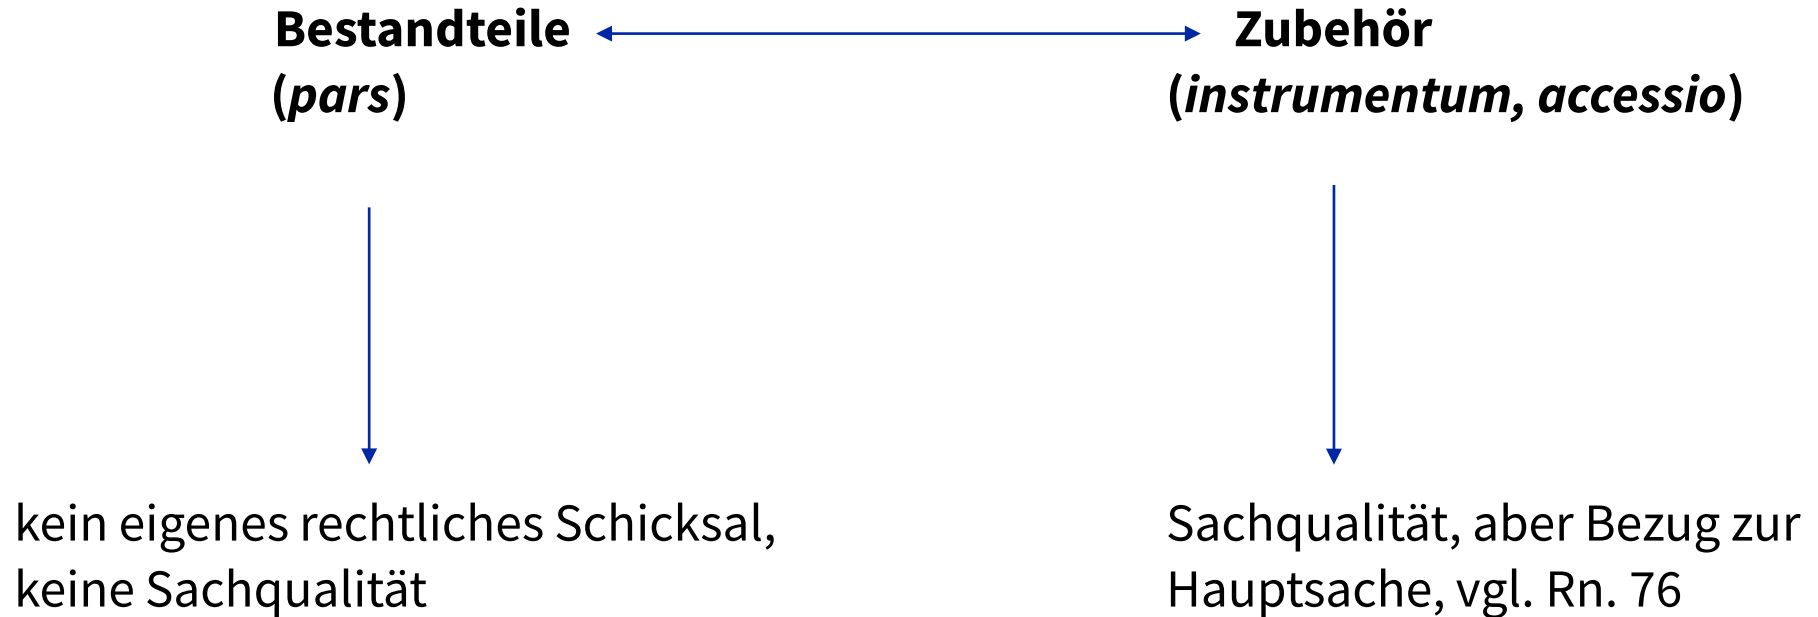 Bestandteile
(pars)
Zubehör
(instrumentum, accessio)
kein eigenes rechtliches Schicksal,
keine Sachqualität
Sachqualität, aber Bezug zur
Hauptsache, vgl. Rn. 76